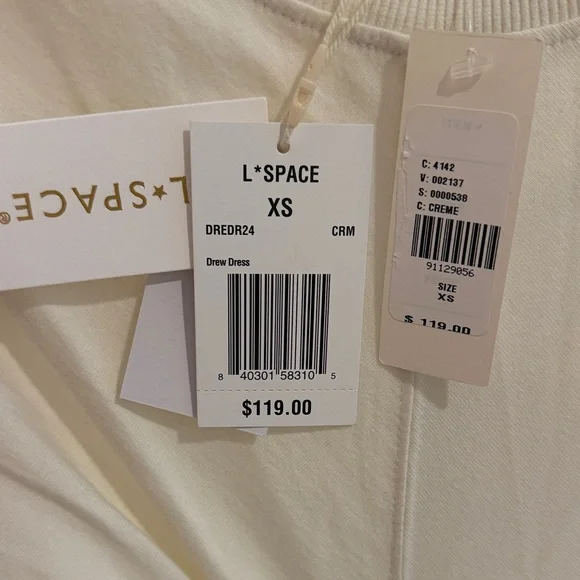 L*SPACE®
L*SPACE
XS
DREDR24 CRM
Drew Dress
8 40301 58310 5
$119.00
C: 4142
V: 002137
S: 0000538
C: CREME
91129056
SIZE
XS
$ 119.00